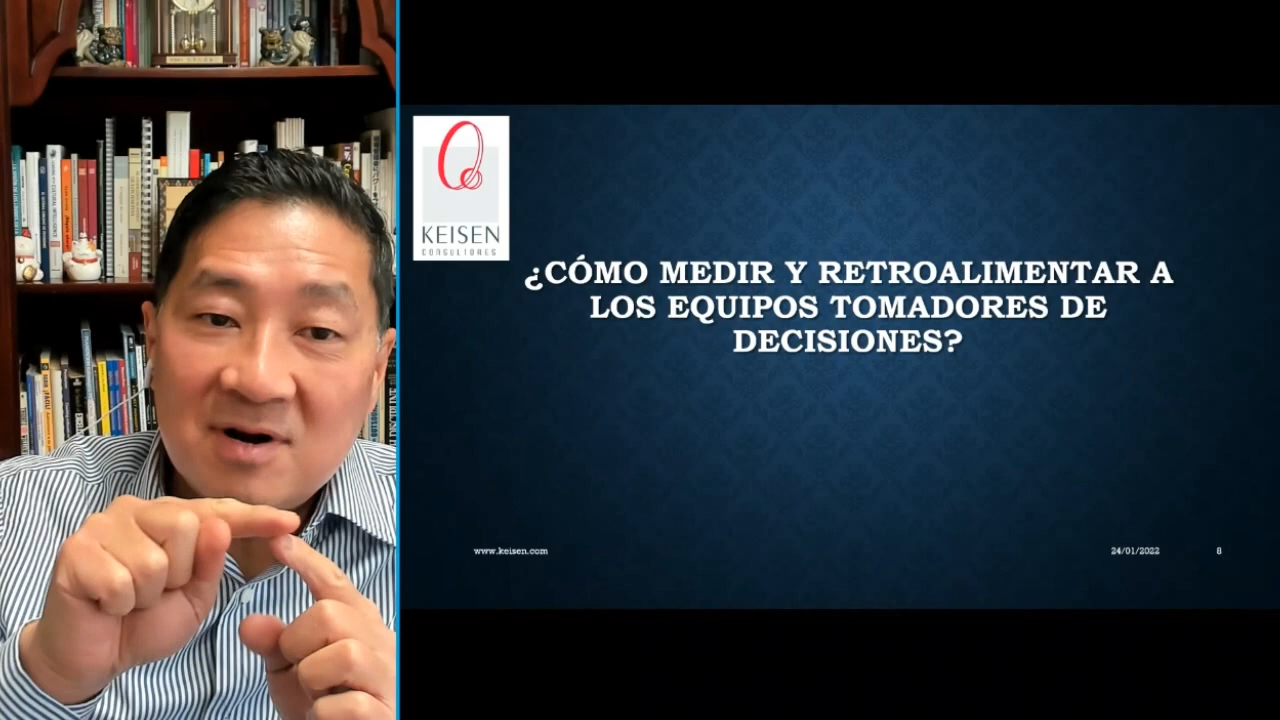 KEISEN
CONSULTORES
¿CÓMO MEDIR Y RETROALIMENTAR A
LOS EQUIPOS TOMADORES DE
DECISIONES?
www.keisen.com
24/01/2022
8